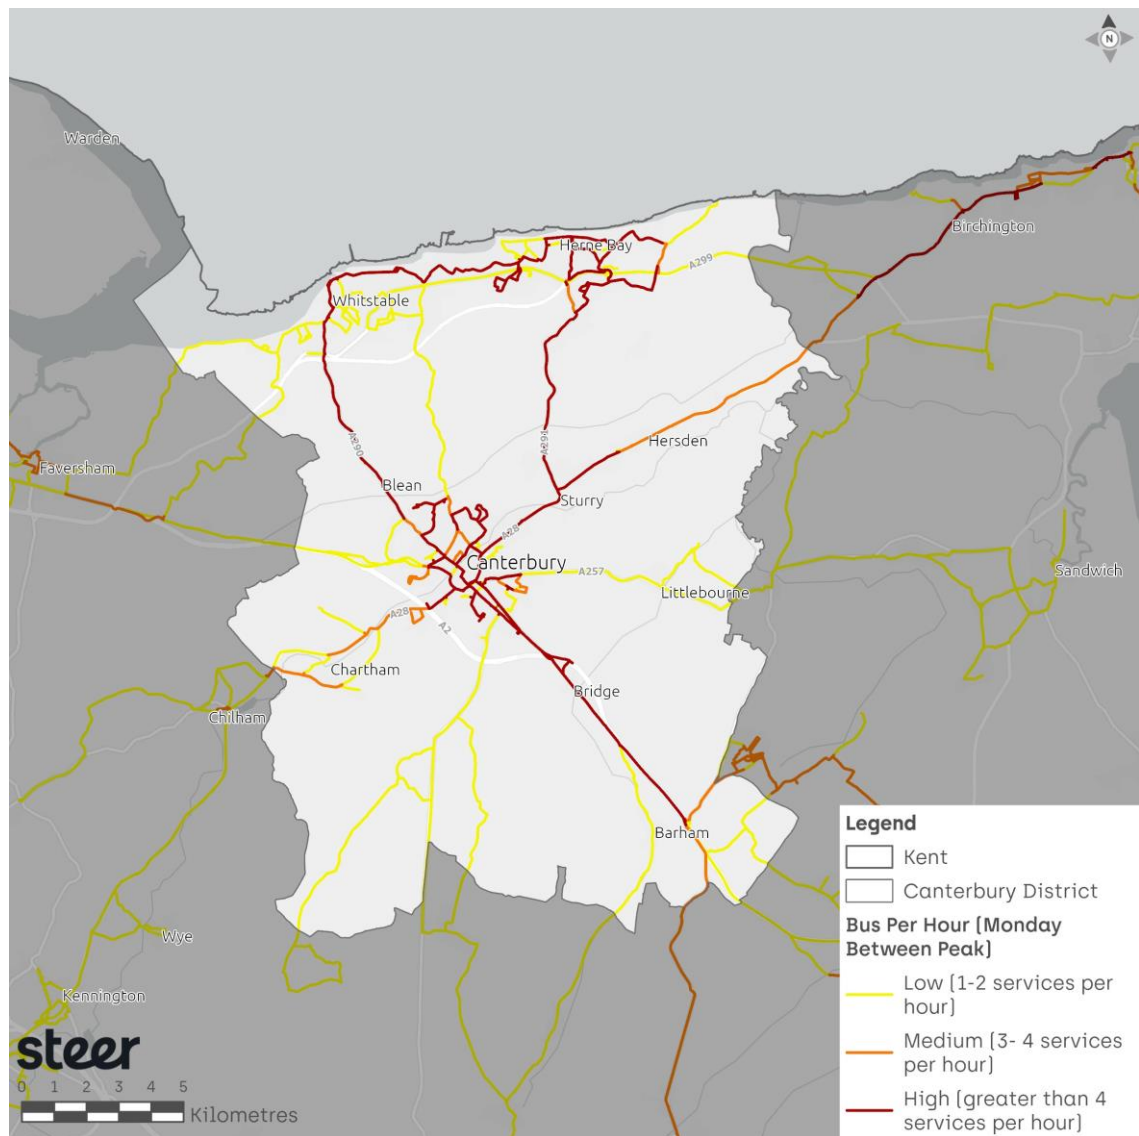 N
Warden
Birchington
Herne Bay
A299
Whitstable
Hersden
A290
A291
Faversham
Blean
Sturry
A28
Canterbury
A257
Sandwich
Littlebourne
A28
A2
Chartham
Bridge
Chilham
Barham
Wye
Kennington
Legend
Kent
Canterbury District
Bus Per Hour (Monday
Between Peak)
Low (1-2 services per
hour)
Medium (3- 4 services
per hour)
High (greater than 4
services per hour)
steer
0 1 2 3 4 5
Kilometres